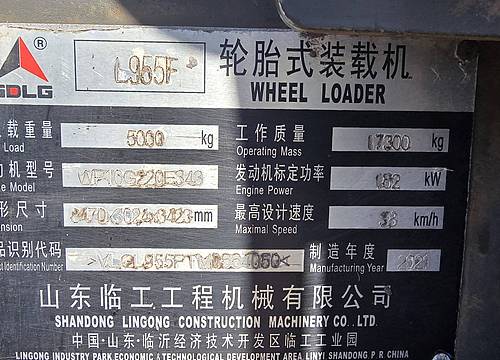 SDLG ®
L955F
轮胎式装载机
WHEEL LOADER
载重量 5000 kg
Load
工作质量 17300 kg
Operating Mass
机型号
Model
发动机标定功率 162 kW
Engine Power
形尺寸 mm
最高设计速度 38 km/h
Maximal Speed
品识别代码
Identification Number
制造年度 2021
Manufacturing Year
山东临工工程机械有限公司
SHANDONG LINGONG CONSTRUCTION MACHINERY CO., LTD.
中国·山东·临沂经济技术开发区临工工业园
LINGONG INDUSTRY PARK ECONOMIC & TECHNOLOGICAL DEVELOPMENT AREA LINYI SHANDONG P.R.CHINA